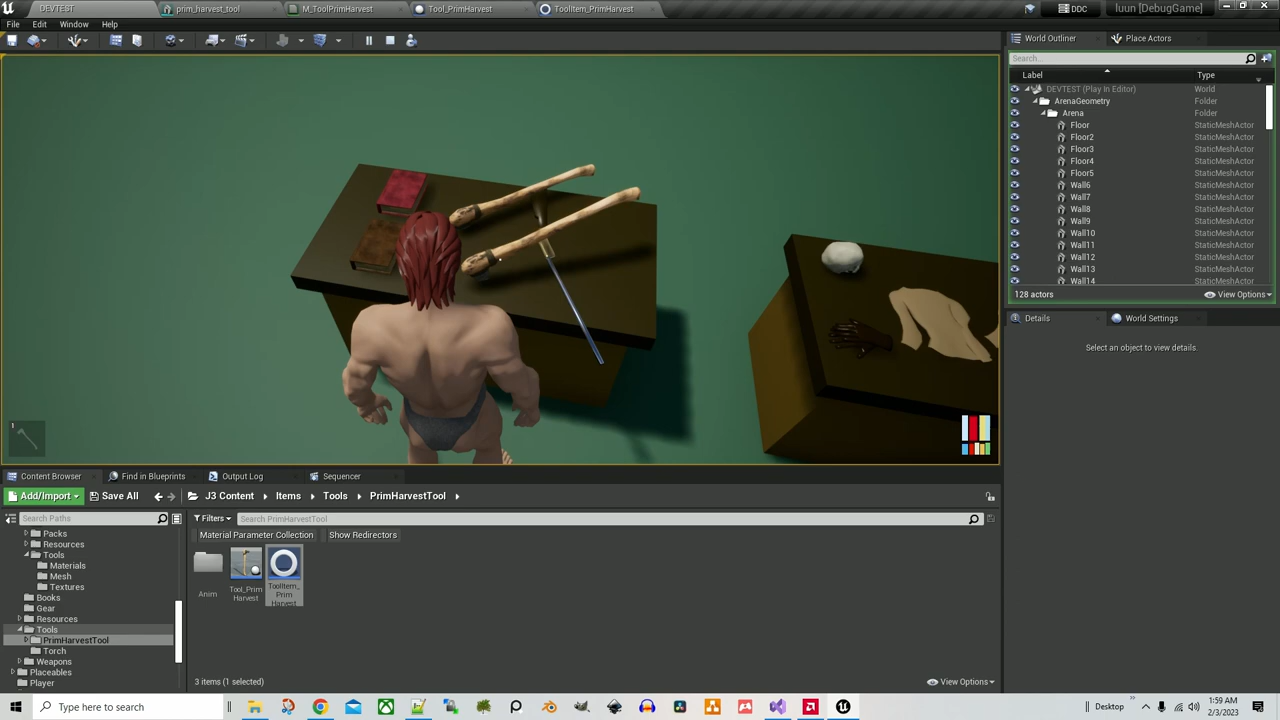 DEVTEST
prim_harvest_tool
M_ToolPrimHarvest
Tool_PrimHarvest
ToolItem_PrimHarvest
DDC
luun [DebugGame]
File
Edit
Window
Help
World Outliner
Place Actors
Search...
Label
Type
DEVTEST (Play In Editor)
World
ArenaGeometry
Folder
Arena
Folder
Floor
StaticMeshActor
Floor2
StaticMeshActor
Floor3
StaticMeshActor
Floor4
StaticMeshActor
Floor5
StaticMeshActor
Wall6
StaticMeshActor
Wall7
StaticMeshActor
Wall8
StaticMeshActor
Wall9
StaticMeshActor
Wall10
StaticMeshActor
Wall11
StaticMeshActor
Wall12
StaticMeshActor
Wall13
StaticMeshActor
Wall14
StaticMeshActor
128 actors
View Options
Details
World Settings
Select an object to view details.
1
Content Browser
Find in Blueprints
Output Log
Sequencer
Add/Import
Save All
J3 Content
Items
Tools
PrimHarvestTool
Search Paths
Filters
Search PrimHarvestTool
Material Parameter Collection
Show Redirectors
Packs
Resources
Tools
Materials
Mesh
Textures
Books
Gear
Resources
Tools
PrimHarvestTool
Torch
Weapons
Placeables
Player
Anim
Tool_Prim
Harvest
ToolItem_
Prim
Harvest
3 items (1 selected)
View Options
Type here to search
Desktop
1:59 AM
2/3/2023